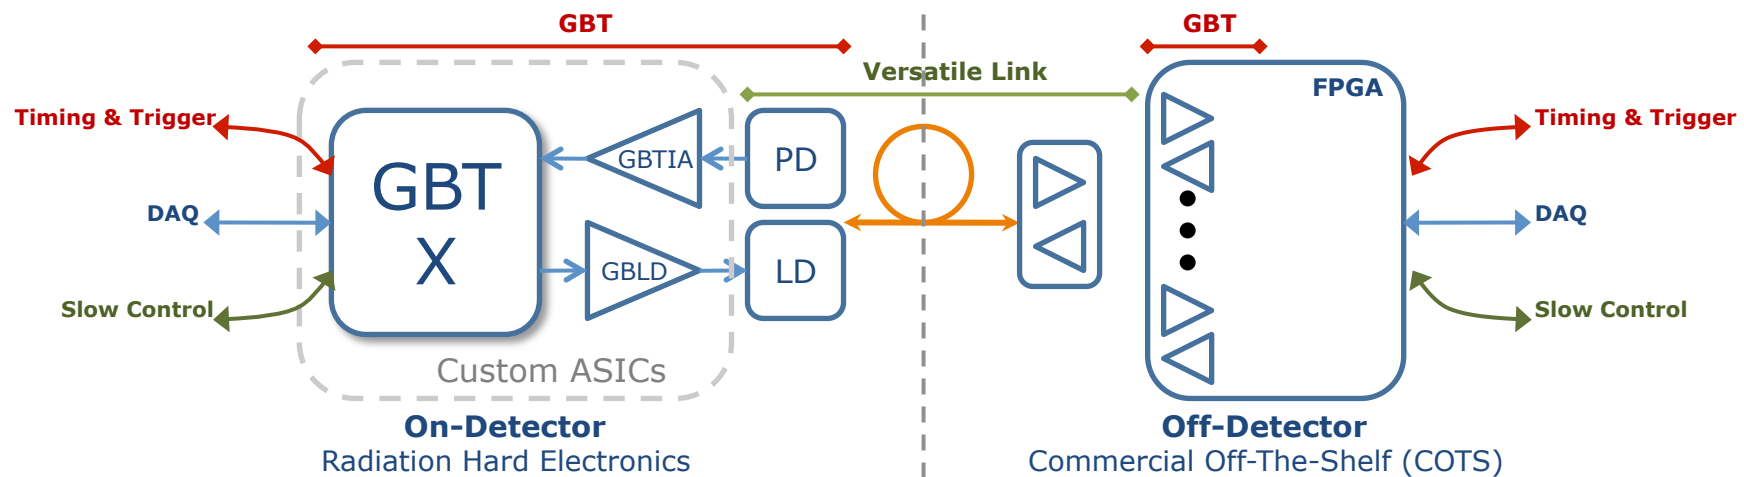 GBT
GBT
Versatile Link
FPGA
Timing & Trigger
Timing & Trigger
GBTIA
PD
GBT
X
DAQ
DAQ
GBLD
LD
Slow Control
Slow Control
Custom ASICs
On-Detector
Radiation Hard Electronics
Off-Detector
Commercial Off-The-Shelf (COTS)